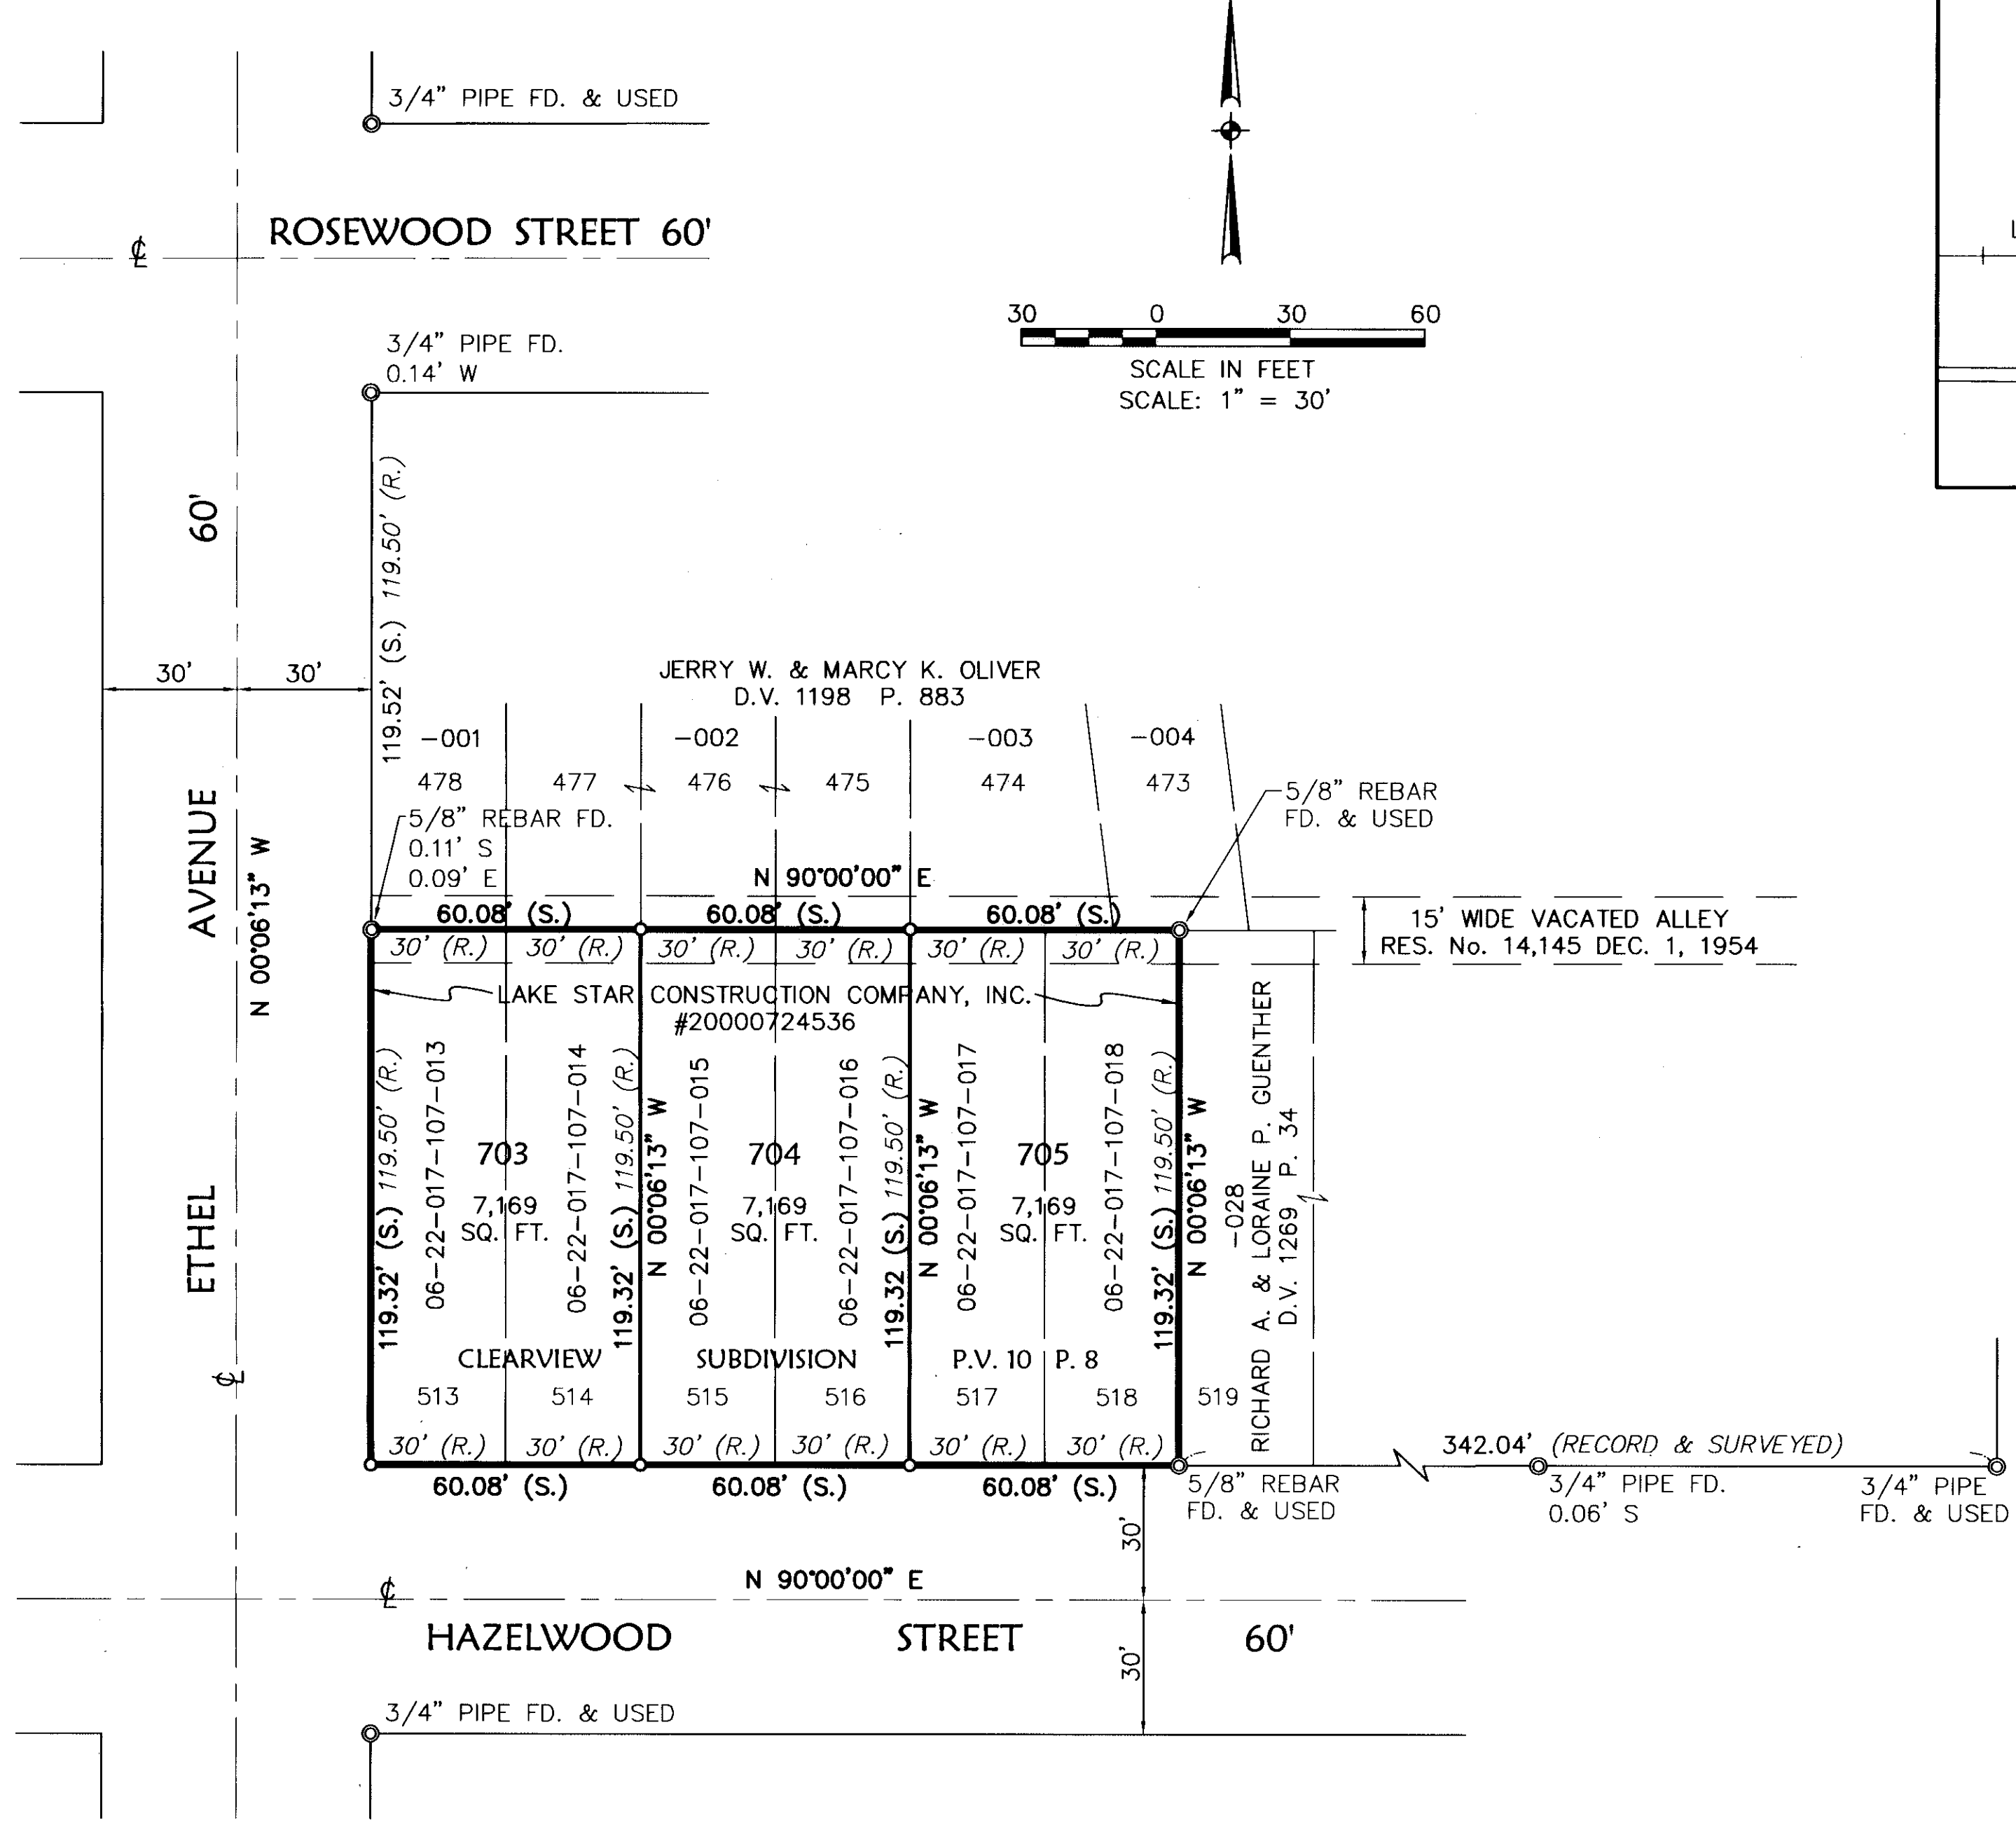 3/4" PIPE FD. & USED
ROSEWOOD STREET 60'
℄
30 0 30 60
SCALE IN FEET
SCALE: 1" = 30'
3/4" PIPE FD.
0.14' W
119.52' (S.) 119.50' (R.)
60'
30' 30'
JERRY W. & MARCY K. OLIVER
D.V. 1198 P. 883
-001 -002 -003 -004
478 477 476 475 474 473
5/8" REBAR FD.
0.11' S
0.09' E
5/8" REBAR
FD. & USED
ETHEL AVENUE
N 00°06'13" W
℄
N 90°00'00" E
60.08' (S.) 60.08' (S.) 60.08' (S.)
30' (R.) 30' (R.) 30' (R.) 30' (R.) 30' (R.) 30' (R.)
15' WIDE VACATED ALLEY
RES. No. 14,145 DEC. 1, 1954
LAKE STAR CONSTRUCTION COMPANY, INC.
#20000724536
119.32' (S.) 119.50' (R.)
06-22-017-107-013
703
7,169
SQ. FT.
06-22-017-107-014
119.32' (S.) 119.50' (R.)
N 00°06'13" W
06-22-017-107-015
704
7,169
SQ. FT.
06-22-017-107-016
119.32 (S.) 119.50' (R.)
N 00°06'13" W
06-22-017-107-017
705
7,169
SQ. FT.
06-22-017-107-018
119.32' (S.) 119.50' (R.)
N 00°06'13" W
-028
RICHARD A. & LORAINE P. GUENTHER
D.V. 1269 P. 34
CLEARVIEW SUBDIVISION P.V. 10 P. 8
513 514 515 516 517 518 519
30' (R.) 30' (R.) 30' (R.) 30' (R.) 30' (R.) 30' (R.)
60.08' (S.) 60.08' (S.) 60.08' (S.)
342.04' (RECORD & SURVEYED)
5/8" REBAR
FD. & USED
3/4" PIPE FD.
0.06' S
3/4" PIPE
FD. & USED
30'
N 90°00'00" E
℄
HAZELWOOD STREET 60'
30'
3/4" PIPE FD. & USED